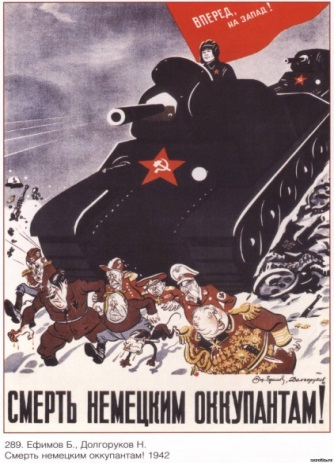 ВПЕРЕД,
НА ЗАПАД!
СМЕРТЬ НЕМЕЦКИМ ОККУПАНТАМ!
289. Ефимов Б., Долгоруков Н.
Смерть немецким оккупантам! 1942